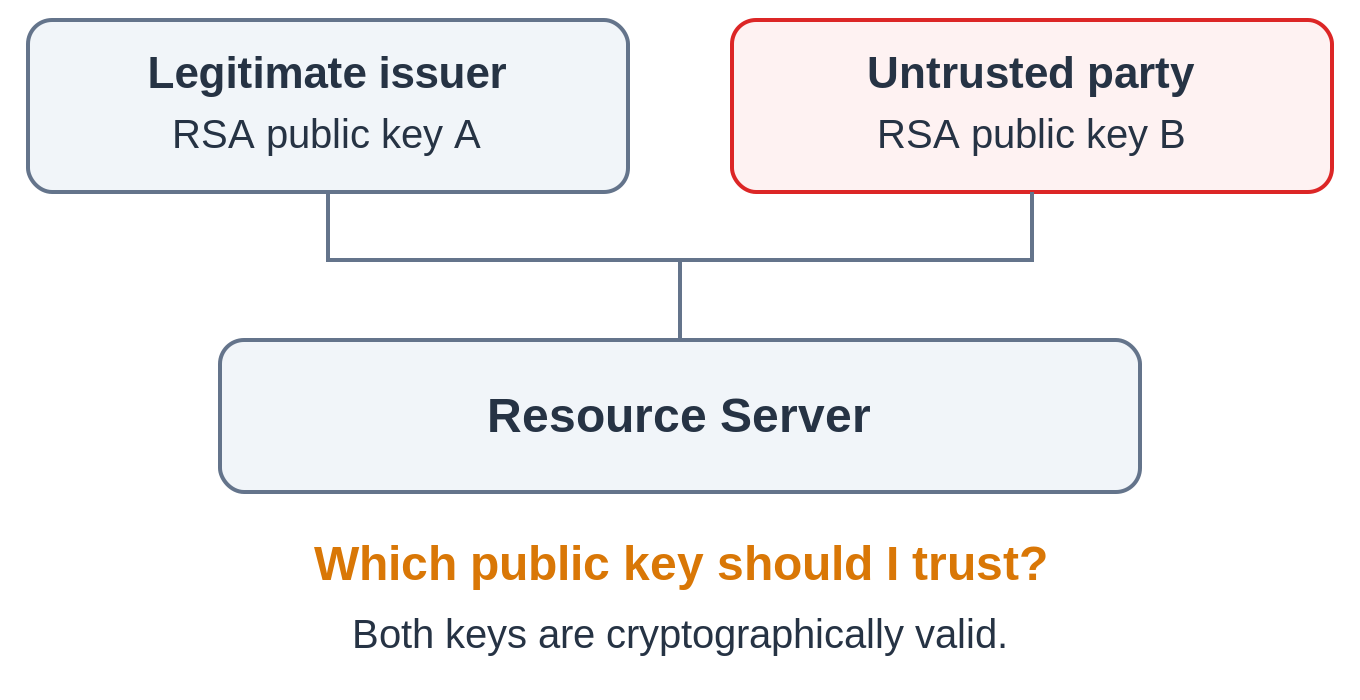 Legitimate issuer
RSA public key A
Untrusted party
RSA public key B
Resource Server
Which public key should I trust?
Both keys are cryptographically valid.